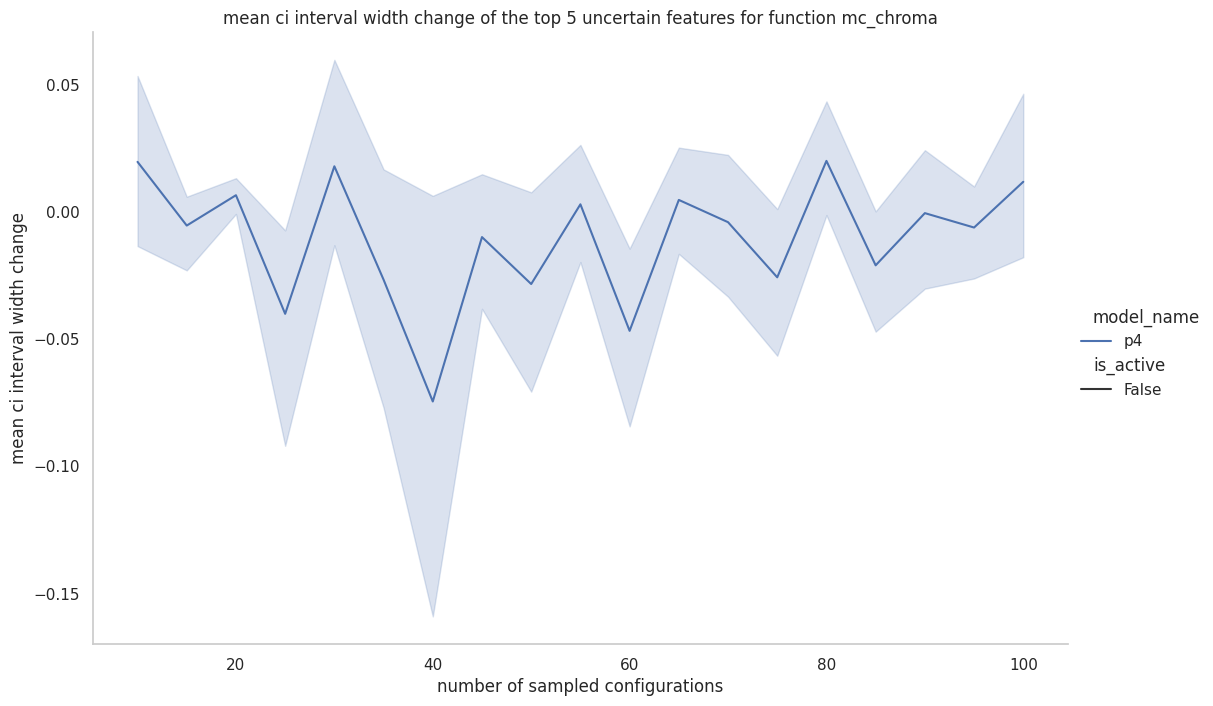 mean ci interval width change of the top 5 uncertain features for function mc_chroma
mean ci interval width change
0.05
0.00
−0.05
−0.10
−0.15
20
40
60
80
100
number of sampled configurations
model_name
p4
is_active
False